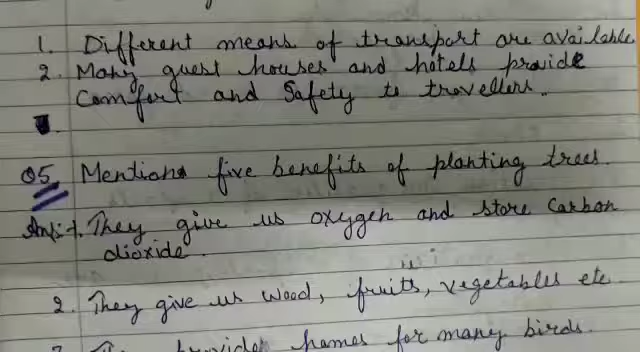 1. Different means of transport are available
2. Many guest houses and hotels provide
Comfort and Safety to travellers.
Q5. Mention five benefits of planting trees.
Ans:-1. They give us oxygen and store Carbon
dioxide.
2. They give us wood, fruits, vegetables etc.
provide homes for many birds.